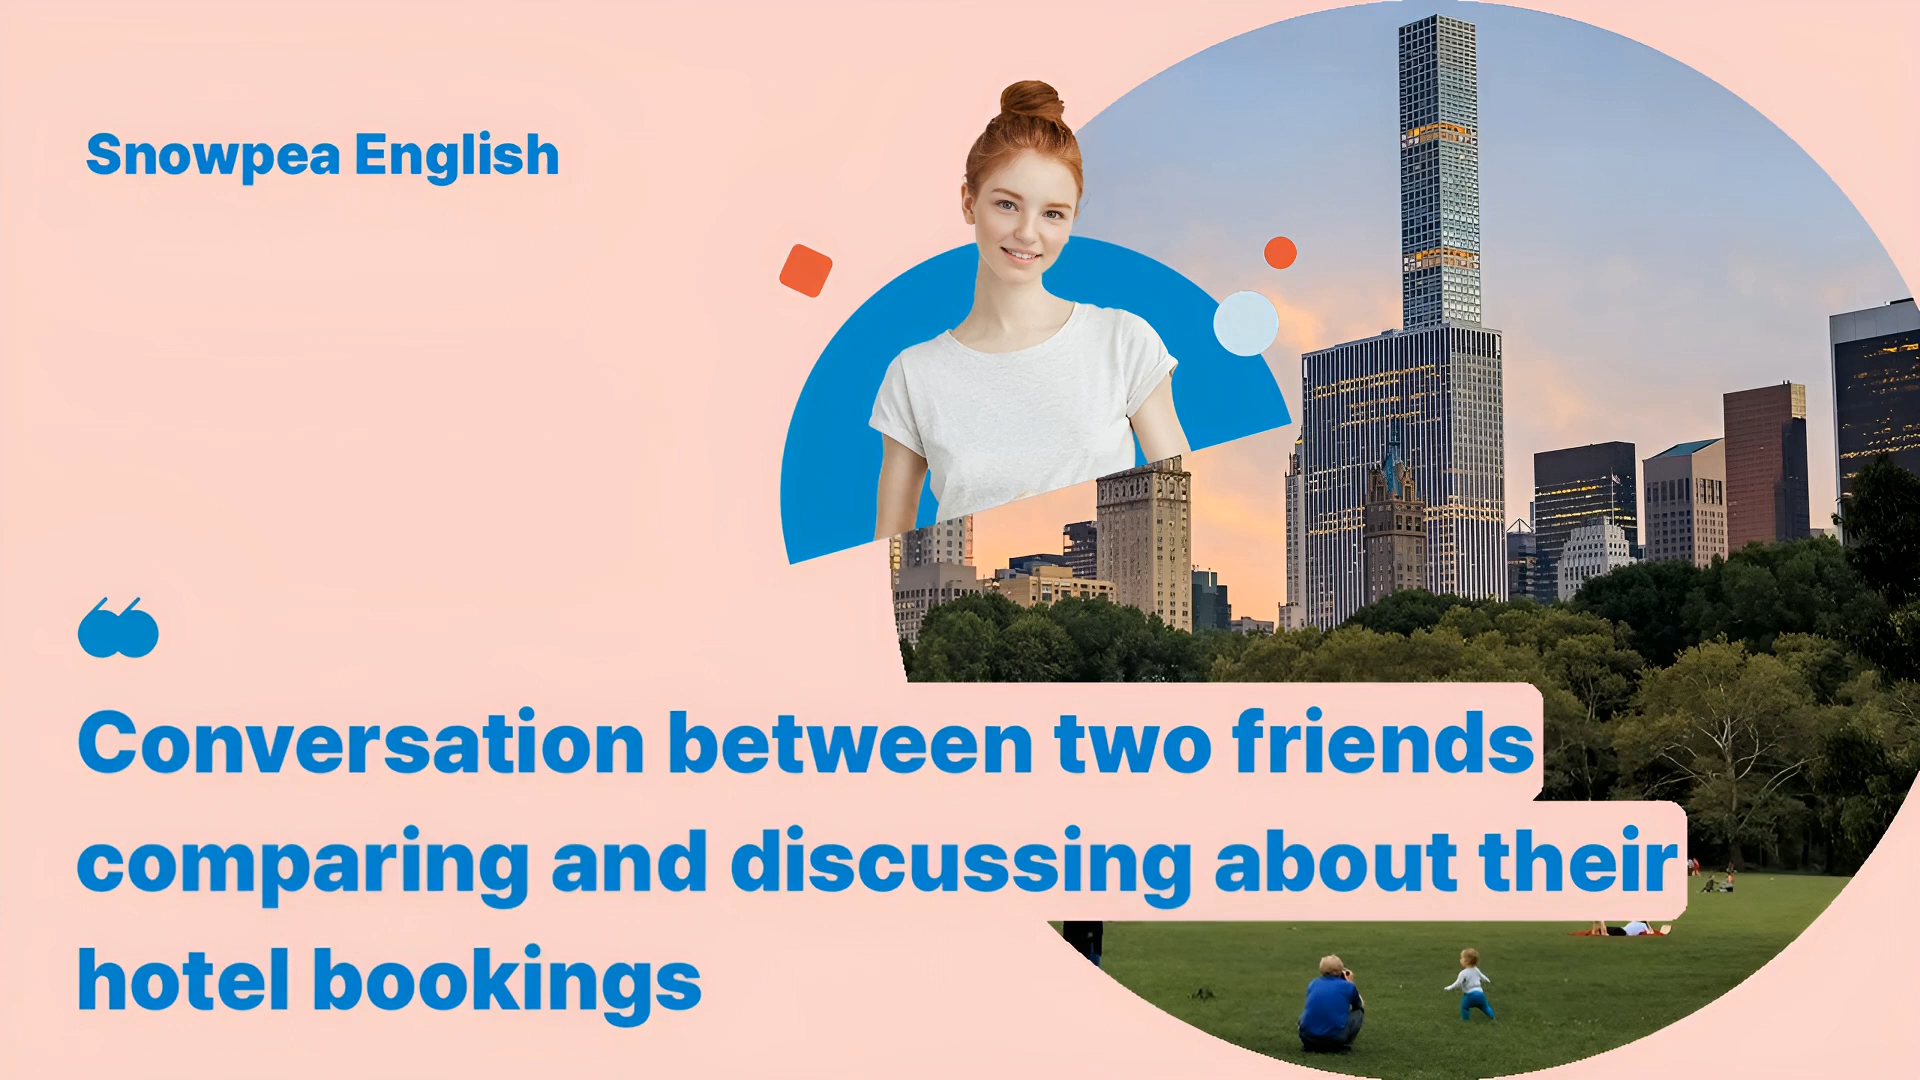 Snowpea English
“
Conversation between two friends
comparing and discussing about their
hotel bookings